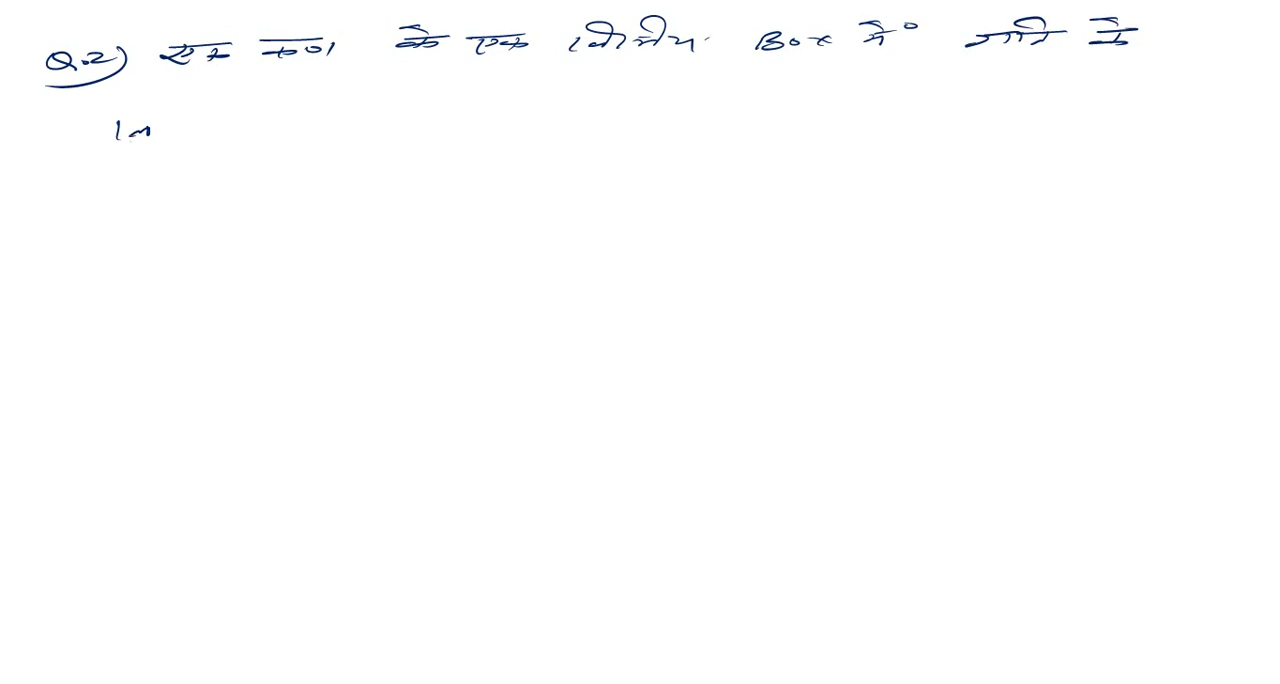 Q.2) एक कण के एक विमीय Box में गति के
लि